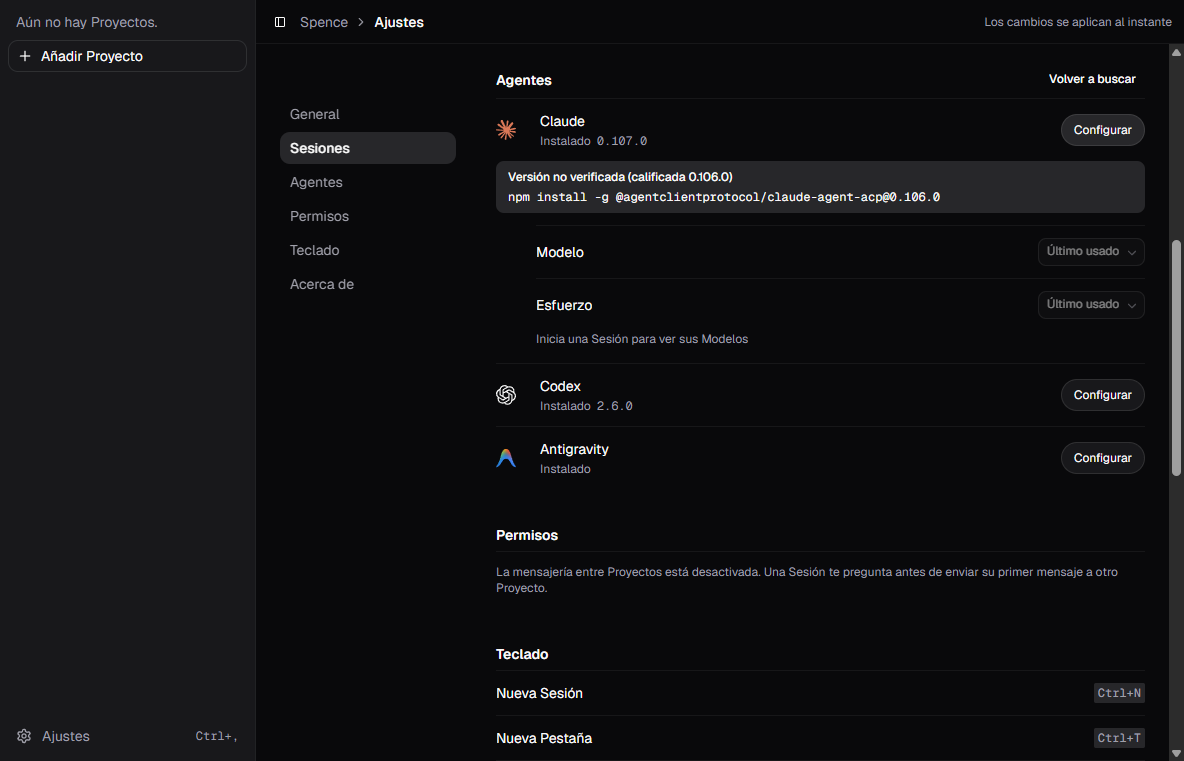 Aún no hay Proyectos.
Añadir Proyecto
Ajustes Ctrl+,
Spence > Ajustes
Los cambios se aplican al instante
General
Sesiones
Agentes
Permisos
Teclado
Acerca de
Agentes
Volver a buscar
Claude
Instalado 0.107.0
Configurar
Versión no verificada (calificada 0.106.0)
npm install -g @agentclientprotocol/claude-agent-acp@0.106.0
Modelo
Último usado
Esfuerzo
Último usado
Inicia una Sesión para ver sus Modelos
Codex
Instalado 2.6.0
Configurar
Antigravity
Instalado
Configurar
Permisos
La mensajería entre Proyectos está desactivada. Una Sesión te pregunta antes de enviar su primer mensaje a otro
Proyecto.
Teclado
Nueva Sesión Ctrl+N
Nueva Pestaña Ctrl+T